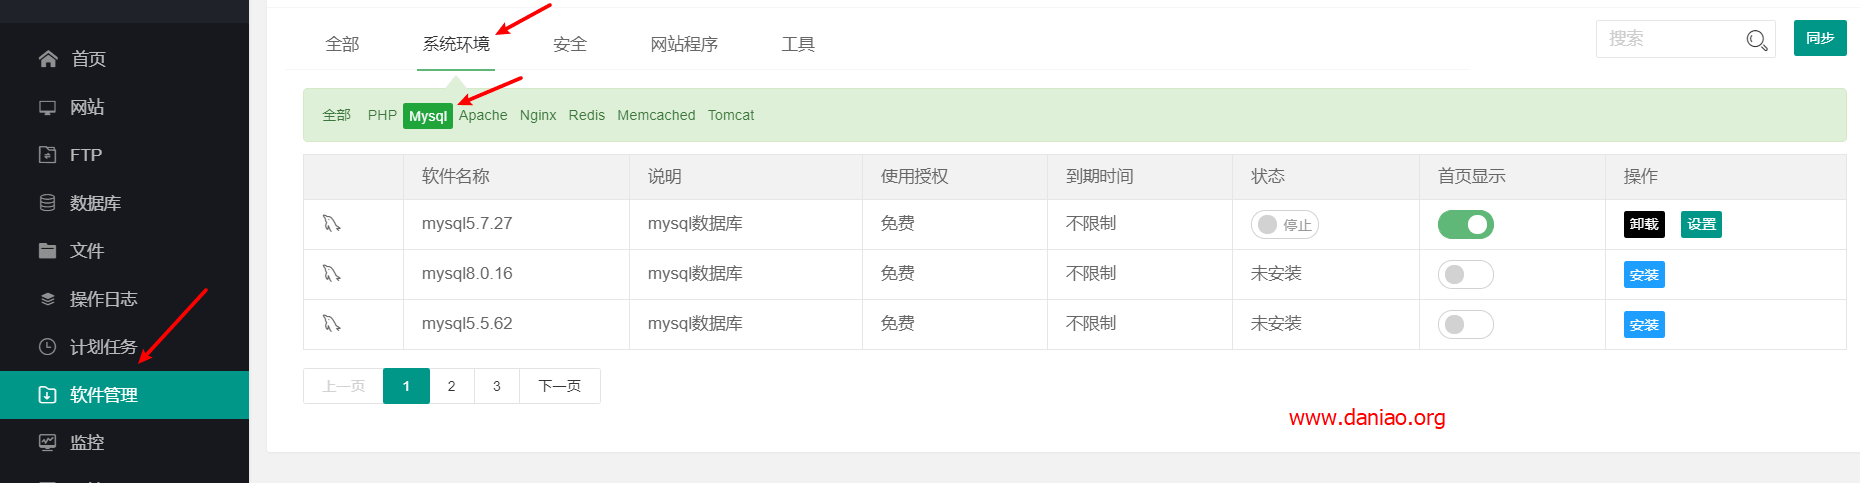 首页
网站
FTP
数据库
文件
操作日志
计划任务
软件管理
监控
全部 系统环境 安全 网站程序 工具 搜索 同步
全部 PHP Mysql Apache Nginx Redis Memcached Tomcat
软件名称 说明 使用授权 到期时间 状态 首页显示 操作
mysql5.7.27 mysql数据库 免费 不限制 停止 卸载 设置
mysql8.0.16 mysql数据库 免费 不限制 未安装 安装
mysql5.5.62 mysql数据库 免费 不限制 未安装 安装
上一页 1 2 3 下一页
www.daniao.org